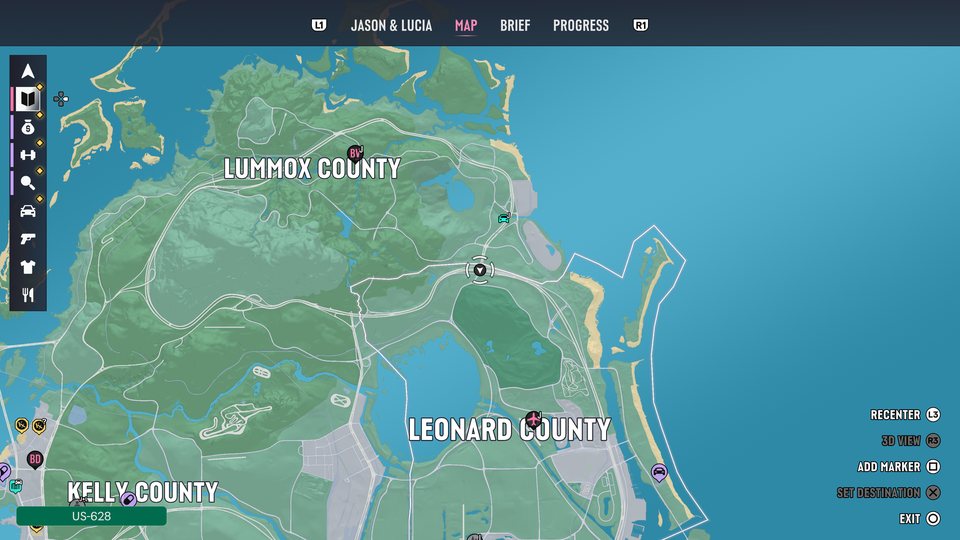 L1 JASON & LUCIA MAP BRIEF PROGRESS R1
LUMMOX COUNTY
BV
LEONARD COUNTY
RECENTER L3
3D VIEW R3
ADD MARKER
SET DESTINATION
EXIT
BD
KELLY COUNTY
US-628